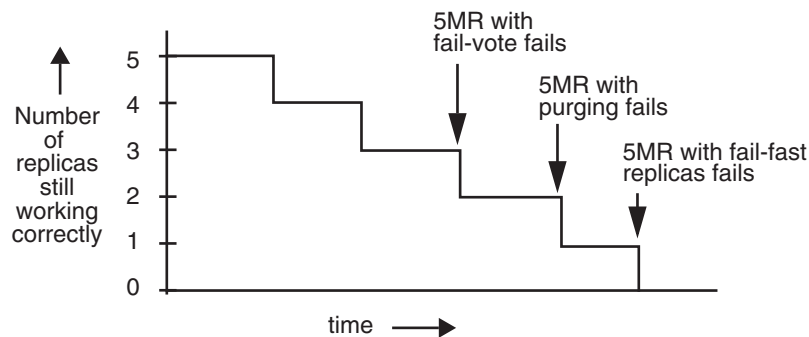 5MR with
fail-vote fails
5MR with
purging fails
5MR with fail-fast
replicas fails
Number
of
replicas
still
working
correctly
5
4
3
2
1
0
time